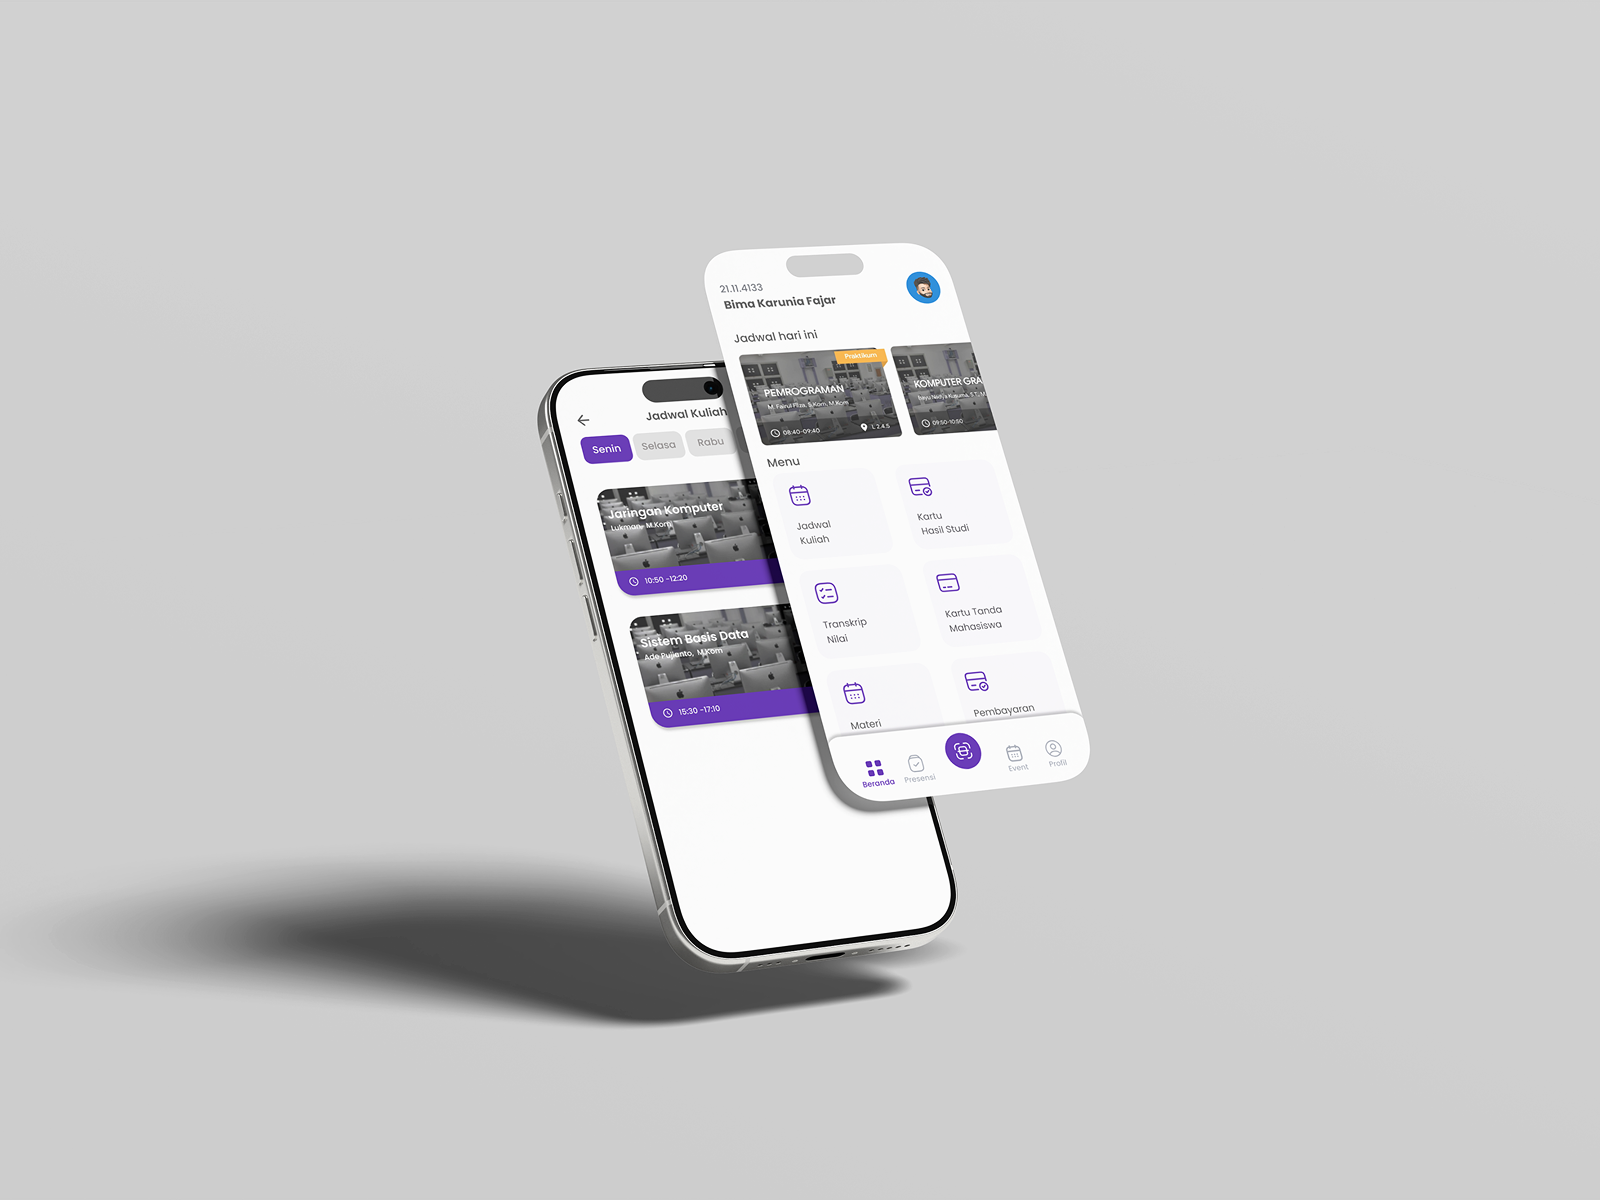 21.11.4133
Bima Karunia Fajar
Jadwal hari ini
Praktikum
PEMROGRAMAN
M. Fairul Filza, S.Kom, M.Kom
08:40-09:40
L 2.4.5
KOMPUTER GRA
Bayu Nadya Kusuma, S.T., M
09:50-10:50
Menu
Jadwal
Kuliah
Kartu
Hasil Studi
Transkrip
Nilai
Kartu Tanda
Mahasiswa
Materi
Pembayaran
Beranda
Presensi
Event
Profil
Jadwal Kuliah
Senin
Selasa
Rabu
Jaringan Komputer
Lukman, M.Kom
10:50 -12:20
Sistem Basis Data
Ade Pujianto, M.Kom
15:30 -17:10